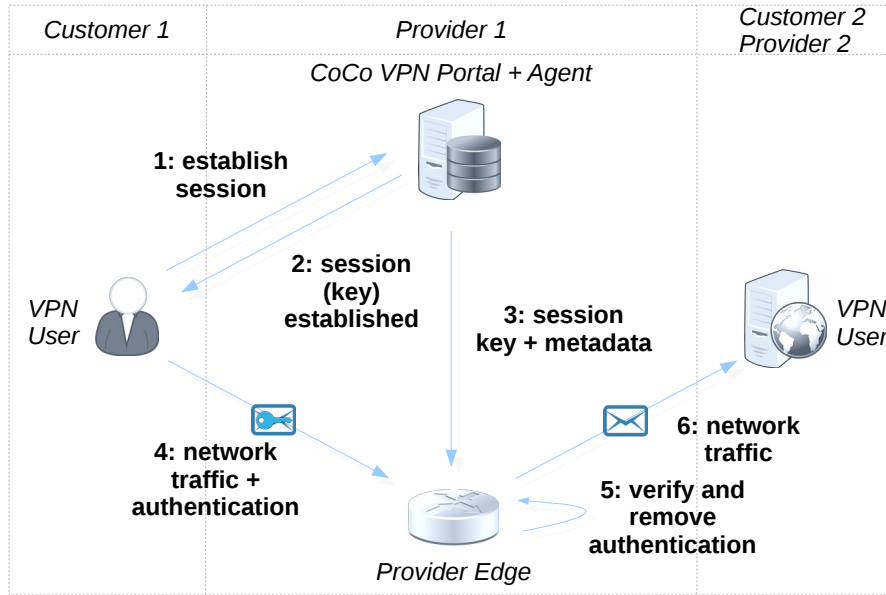 Customer 1
Provider 1
Customer 2
Provider 2
CoCo VPN Portal + Agent
1: establish
session
2: session
(key)
established
VPN
User
3: session
key + metadata
VPN
User
4: network
traffic +
authentication
6: network
traffic
5: verify and
remove
authentication
Provider Edge